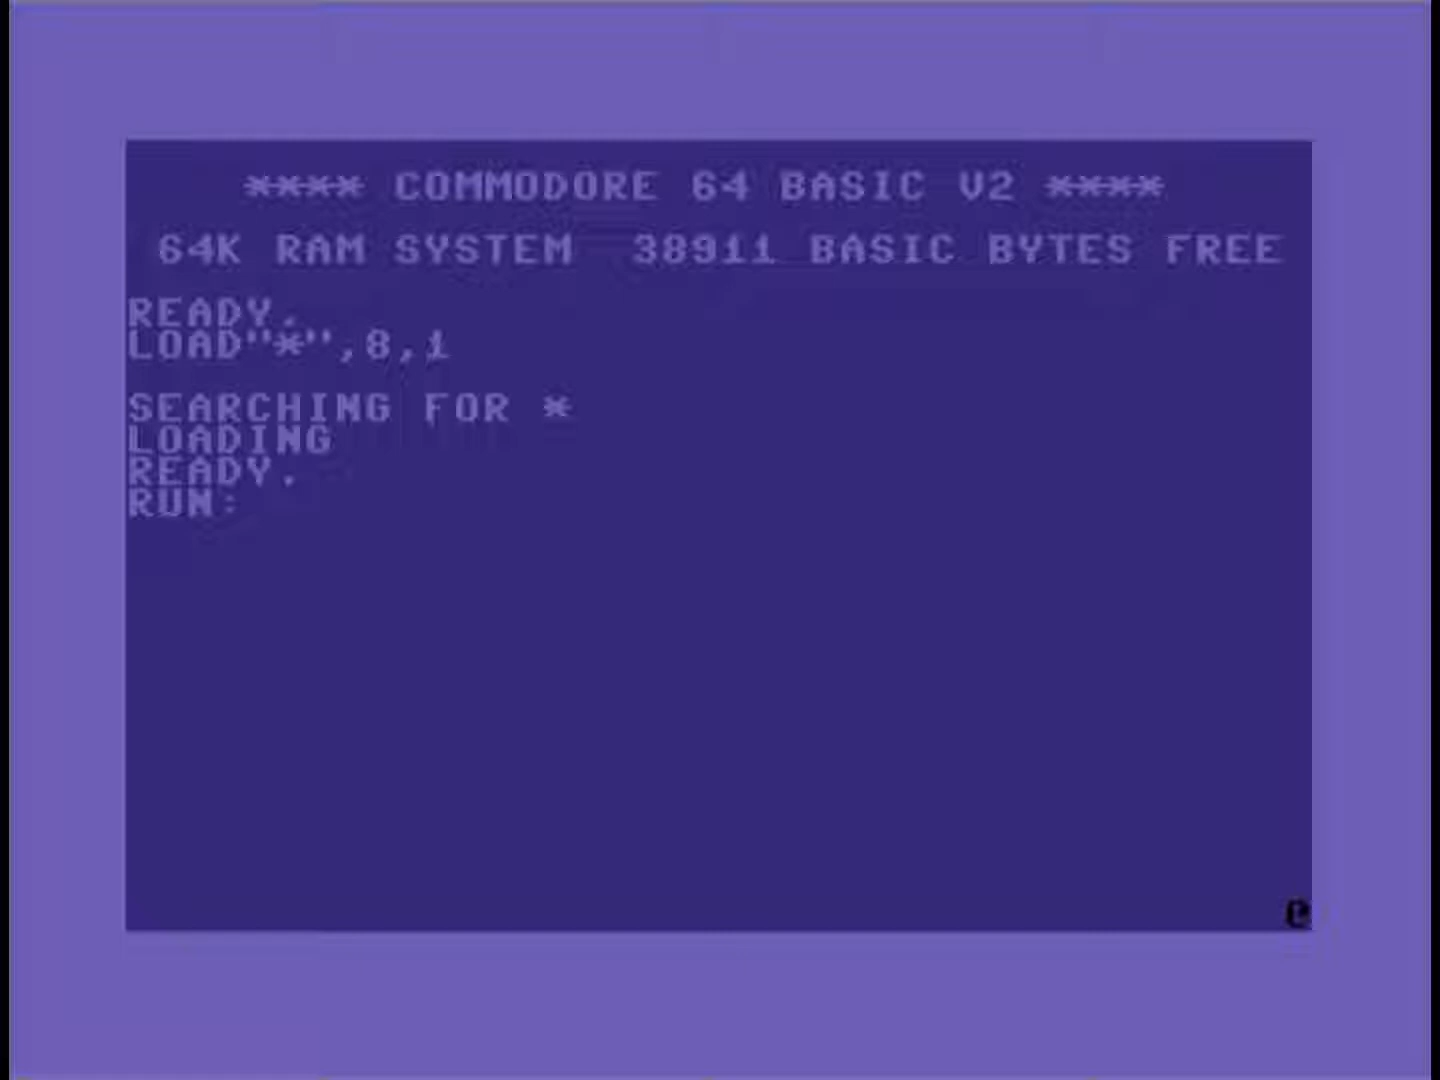 **** COMMODORE 64 BASIC V2 ****
64K RAM SYSTEM  38911 BASIC BYTES FREE
READY.
LOAD"*",8,1
SEARCHING FOR *
LOADING
READY.
RUN:
@